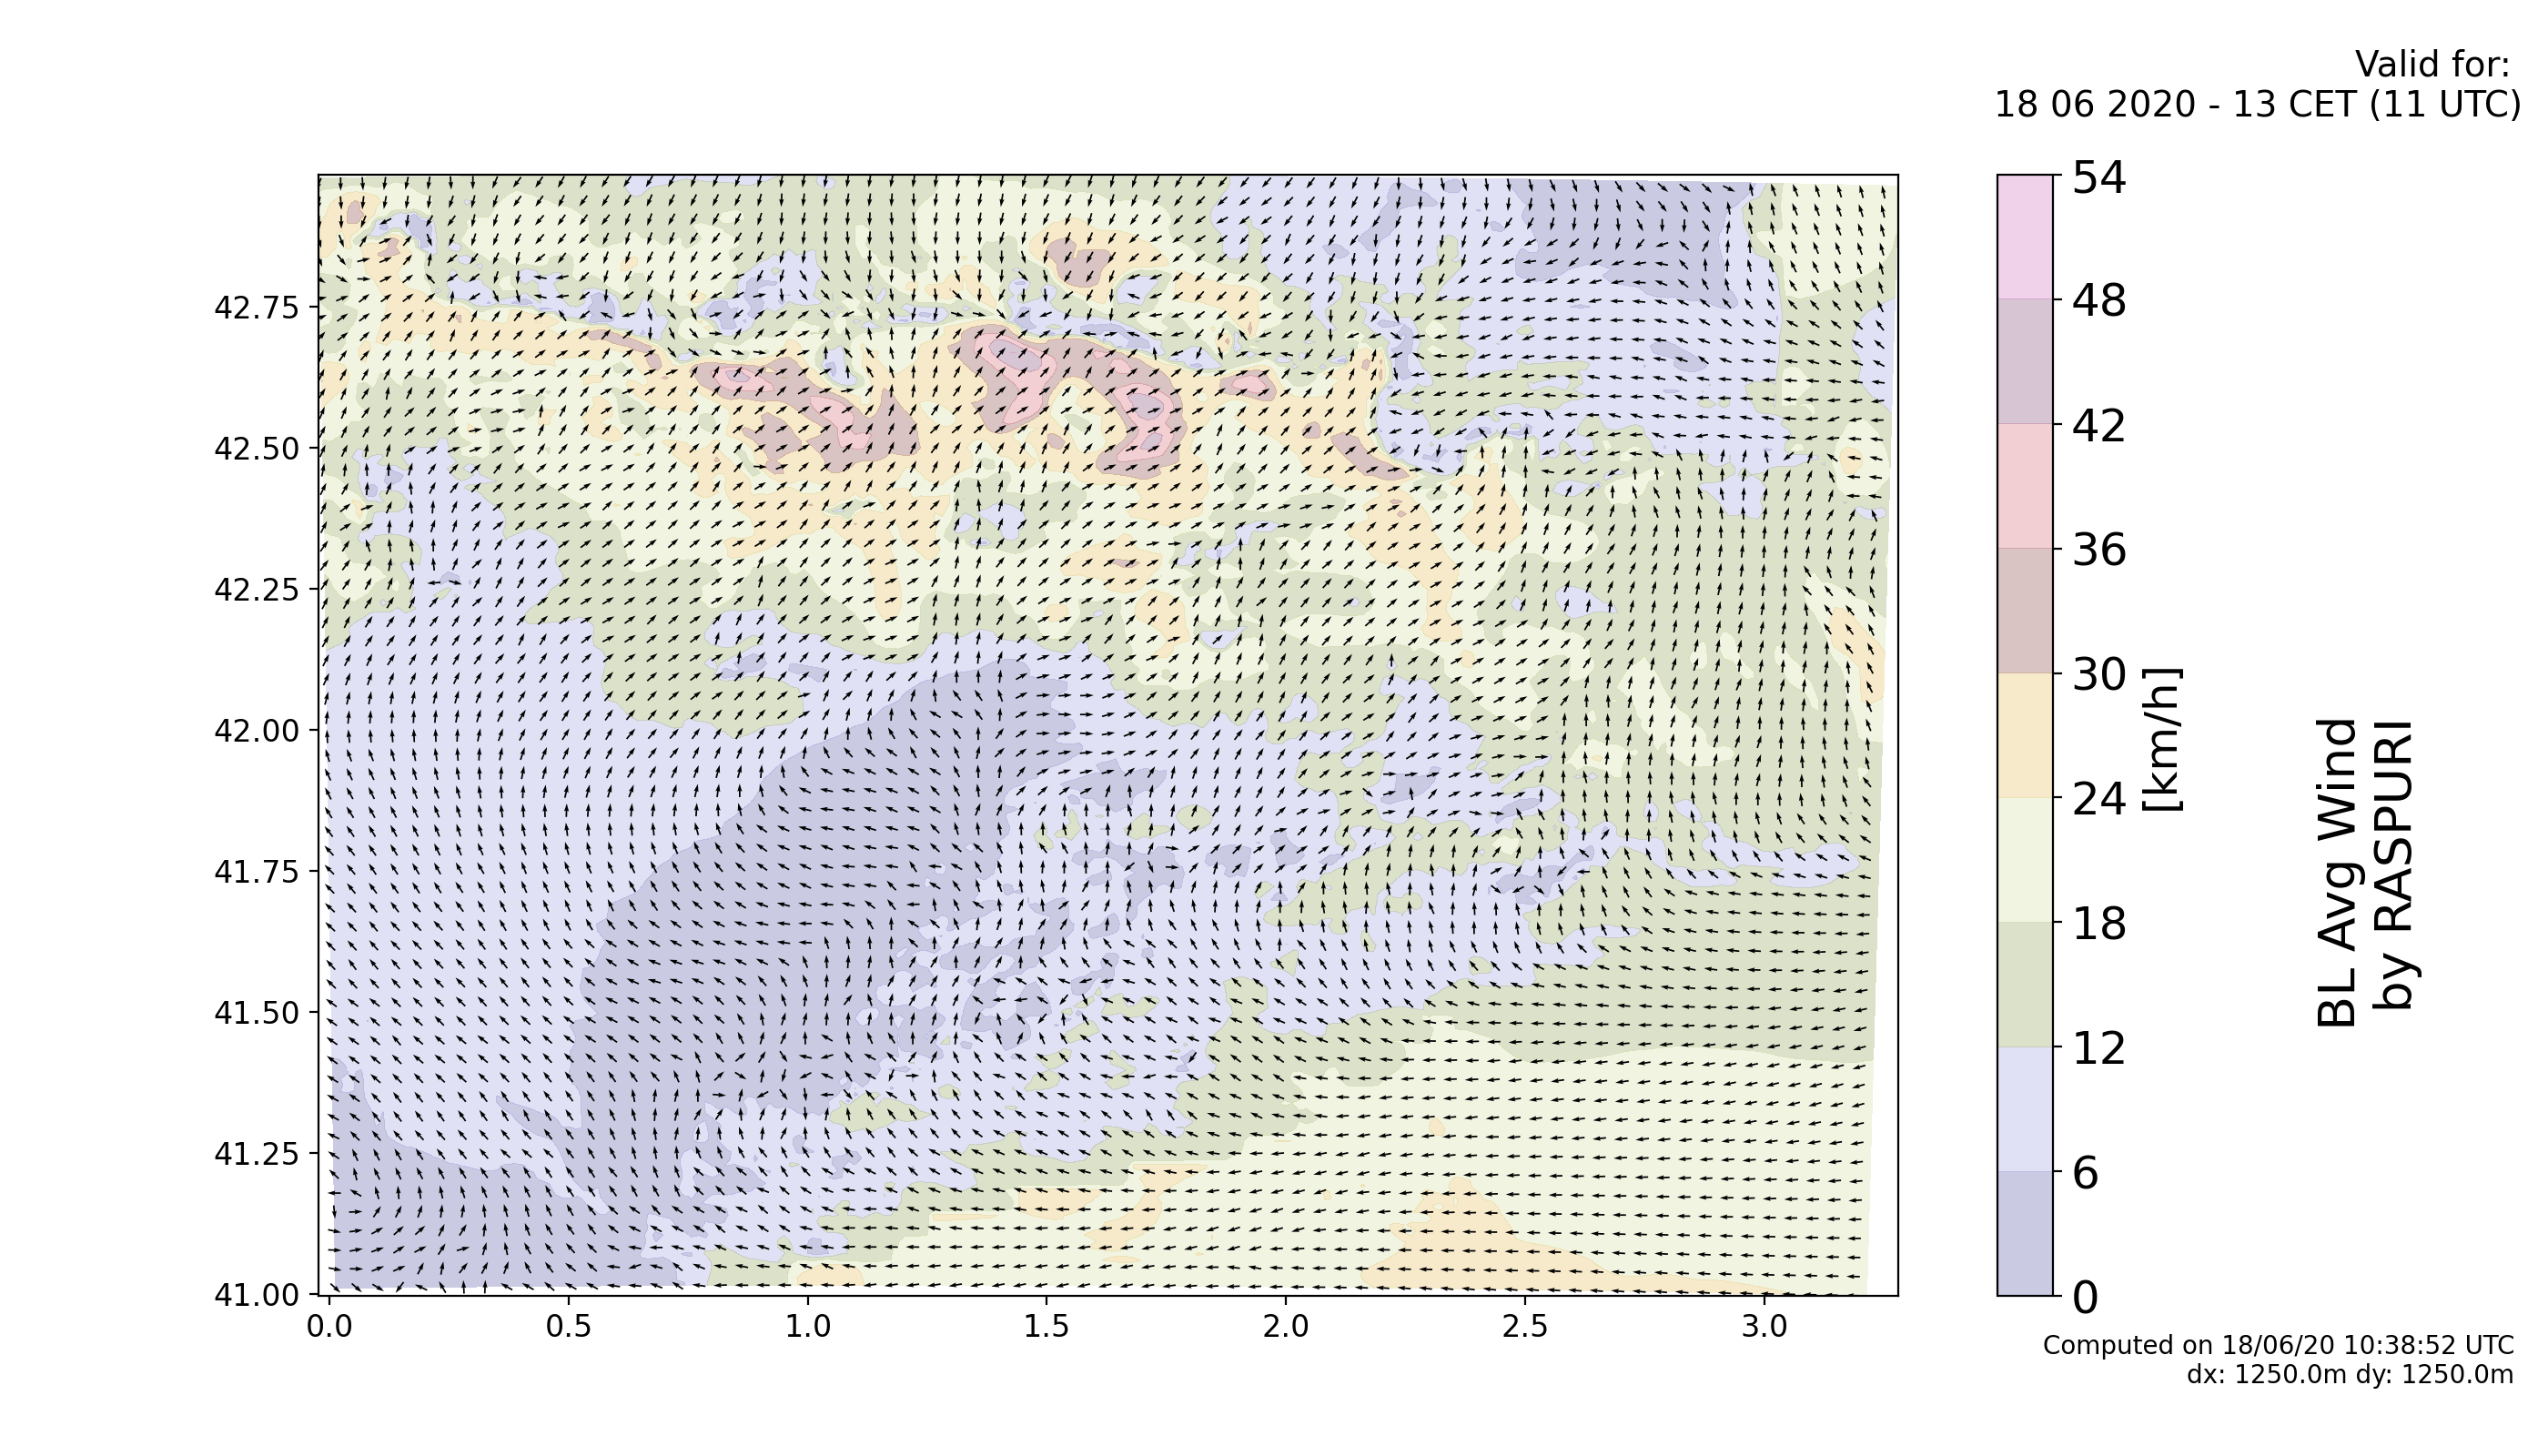 Valid for:
18 06 2020 - 13 CET (11 UTC)
42.75
42.50
42.25
42.00
41.75
41.50
41.25
41.00
0.0 0.5 1.0 1.5 2.0 2.5 3.0
54
48
42
36
30
24
18
12
6
0
[km/h]
BL Avg Wind
by RASPURI
Computed on 18/06/20 10:38:52 UTC
dx: 1250.0m dy: 1250.0m